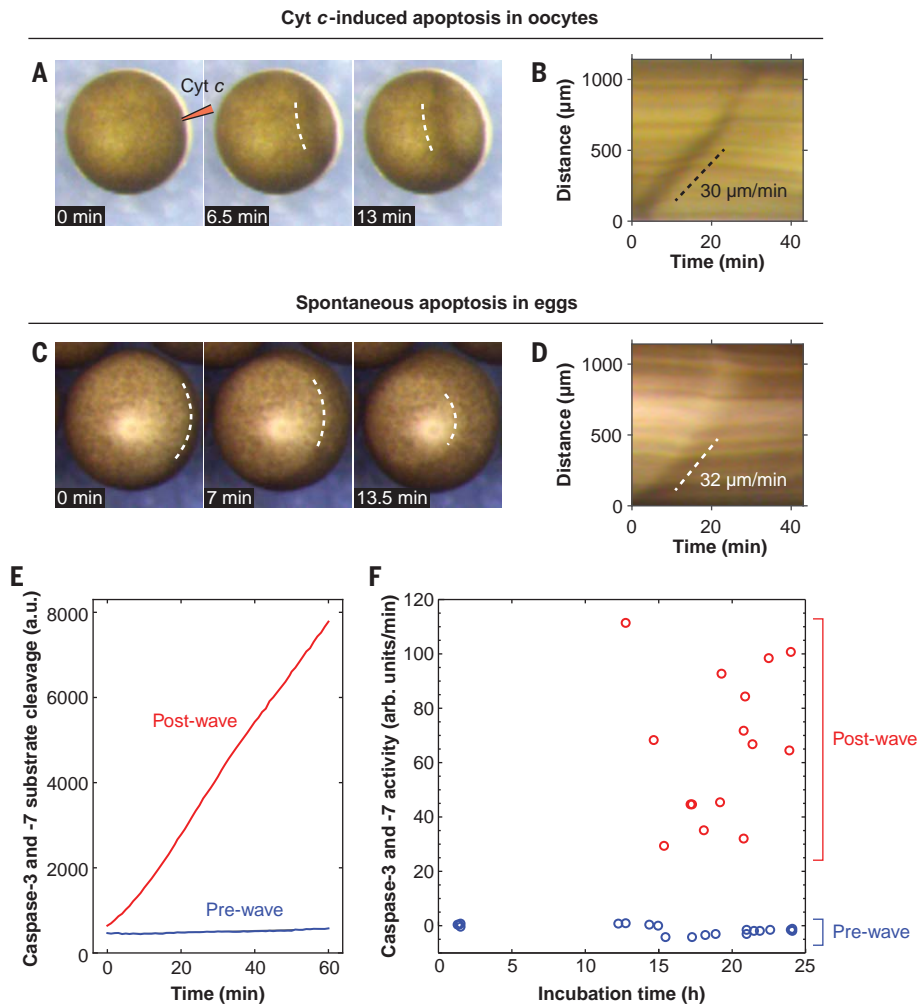 Cyt c-induced apoptosis in oocytes
A
Cyt c
0 min
6.5 min
13 min
B
Distance (µm)
1000
500
0
30 µm/min
0
20
40
Time (min)
Spontaneous apoptosis in eggs
C
0 min
7 min
13.5 min
D
Distance (µm)
1000
500
0
32 µm/min
0
20
40
Time (min)
E
Caspase-3 and -7 substrate cleavage (a.u.)
8000
6000
4000
2000
0
Post-wave
Pre-wave
0
20
40
60
Time (min)
F
Caspase-3 and -7 activity (arb. units/min)
120
100
80
60
40
20
0
0
5
10
15
20
25
Incubation time (h)
Post-wave
Pre-wave